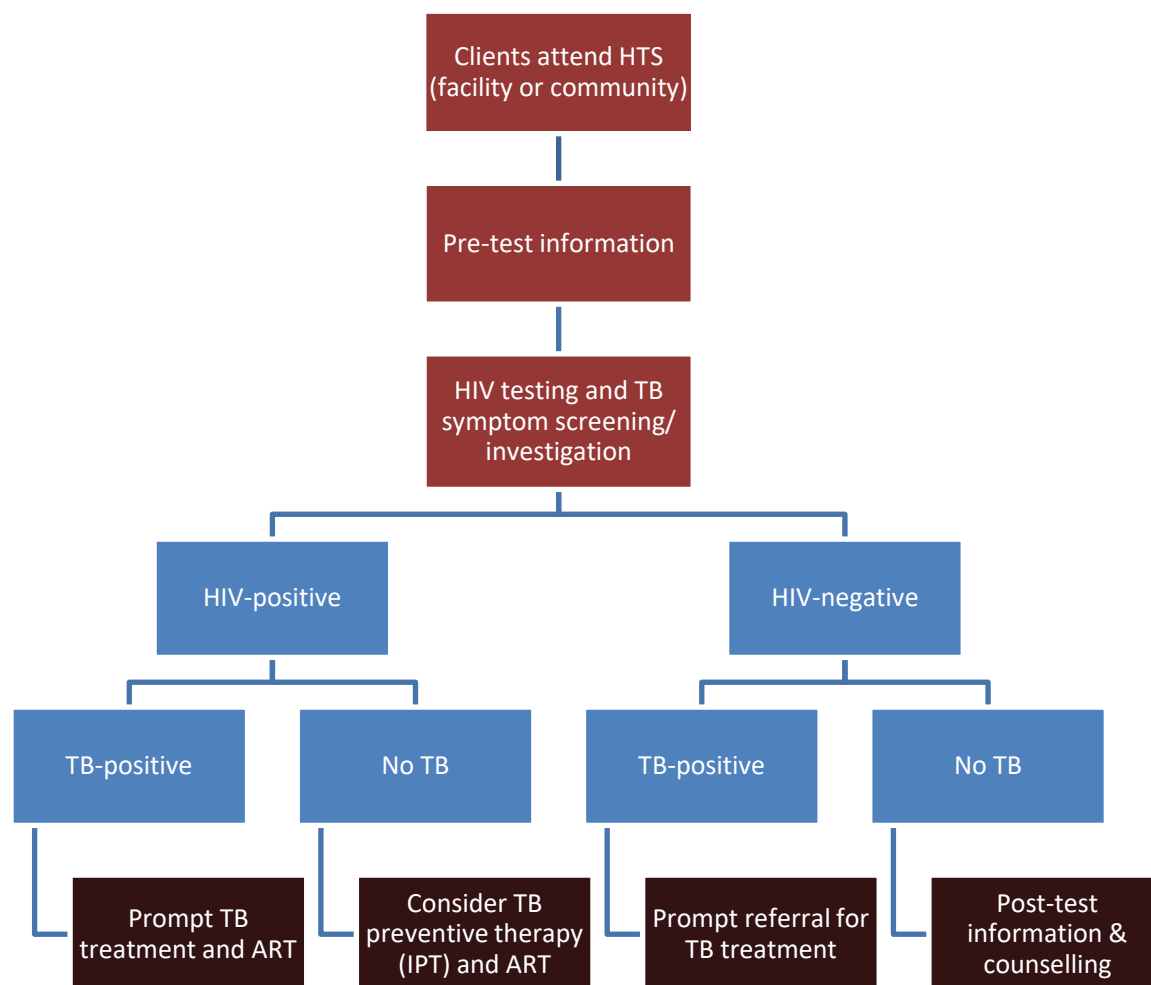 Clients attend HTS
(facility or community)
Pre-test information
HIV testing and TB
symptom screening/
investigation
HIV-positive
HIV-negative
TB-positive
No TB
TB-positive
No TB
Prompt TB
treatment and ART
Consider TB
preventive therapy
(IPT) and ART
Prompt referral for
TB treatment
Post-test
information &
counselling